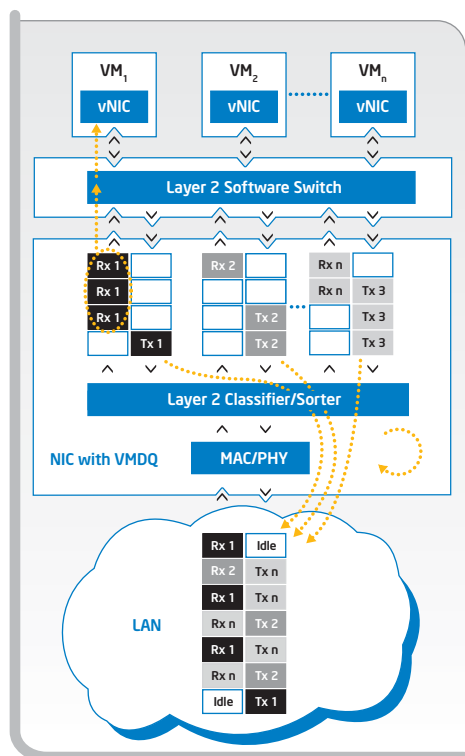 VM1 VM2 VMn
vNIC vNIC vNIC
Layer 2 Software Switch
Rx 1 Rx 2 Rx n
Rx 1 Rx n Tx 3
Rx 1 Tx 2 Tx 3
Tx 1 Tx 2 Tx 3
Layer 2 Classifier/Sorter
NIC with VMDQ
MAC/PHY
LAN
Rx 1 Idle
Rx 2 Tx n
Rx 1 Tx n
Rx n Tx 2
Rx 1 Tx n
Rx n Tx 2
Idle Tx 1